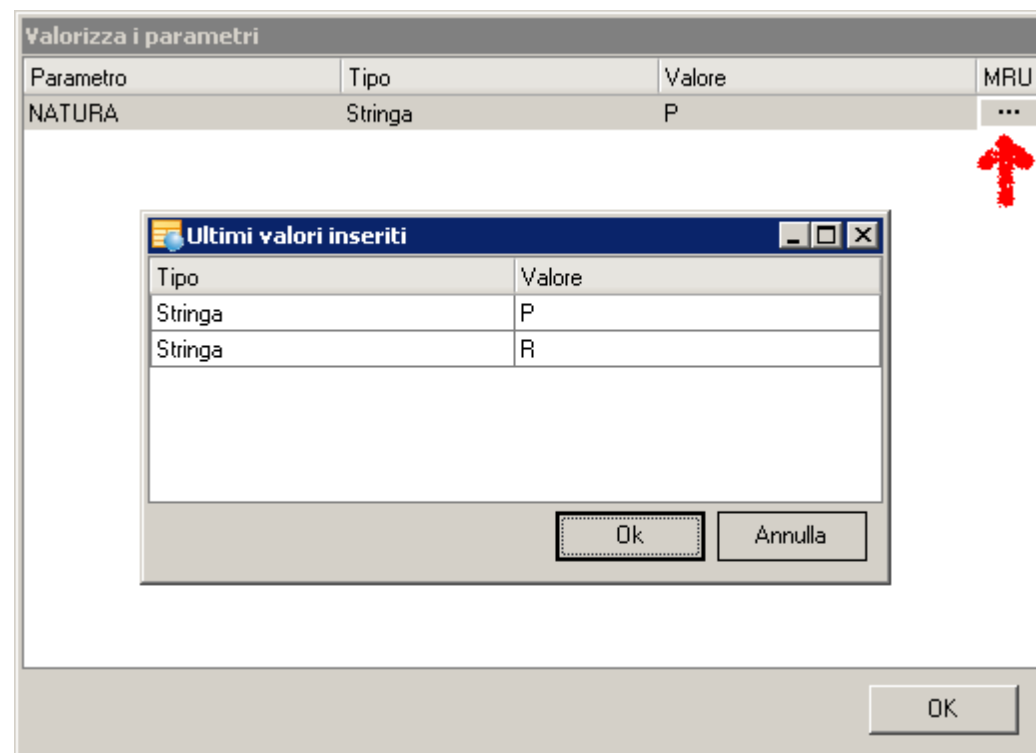 Valorizza i parametri
Parametro Tipo Valore MRU
NATURA Stringa P ...
Ultimi valori inseriti
Tipo Valore
Stringa P
Stringa R
Ok Annulla
OK